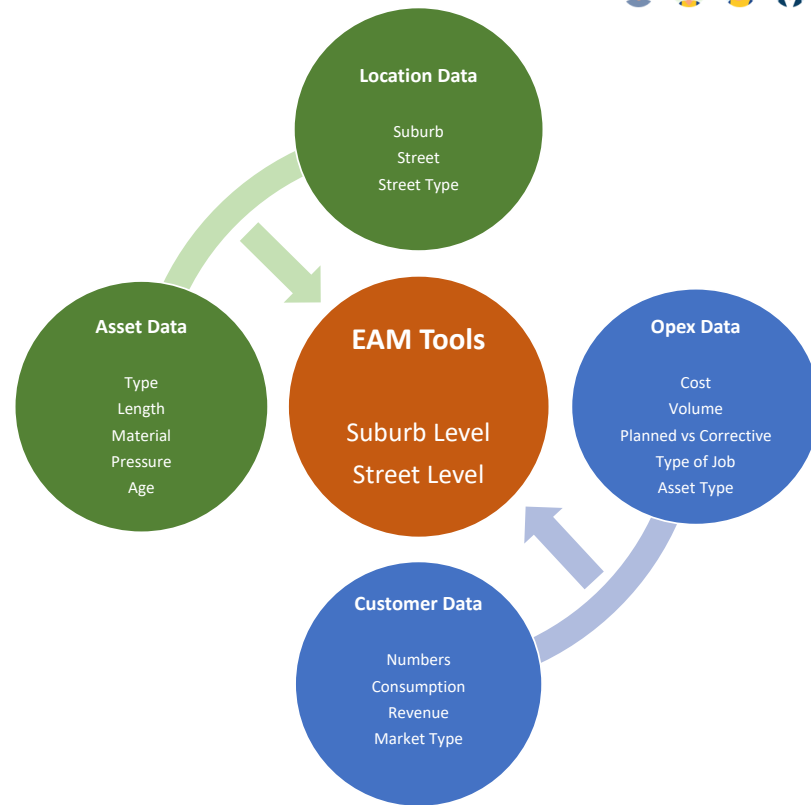 Location Data
Suburb
Street
Street Type
Asset Data
Type
Length
Material
Pressure
Age
EAM Tools
Suburb Level
Street Level
Opex Data
Cost
Volume
Planned vs Corrective
Type of Job
Asset Type
Customer Data
Numbers
Consumption
Revenue
Market Type